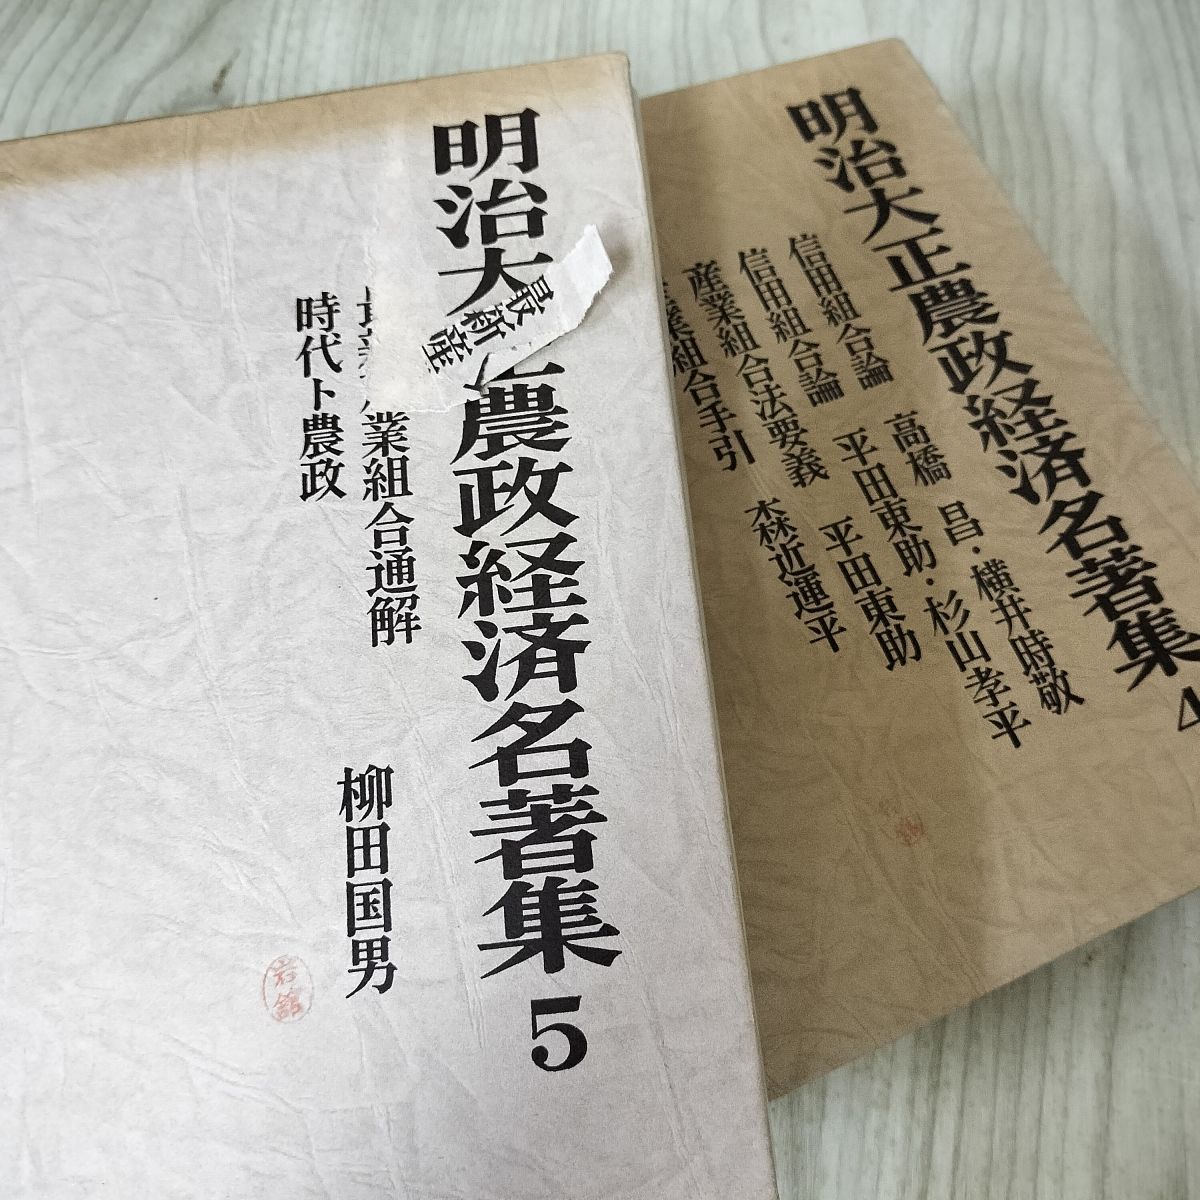 明治大正農政経済名著集 4
信用組合論 高橋 昌・横井時敬
信用組合論 平田東助・杉山孝平
産業組合法要義 平田東助
業組合手引 森近運平
明治大
農政経済名著集 5
最新産
業組合通解
時代ト農政
柳田国男